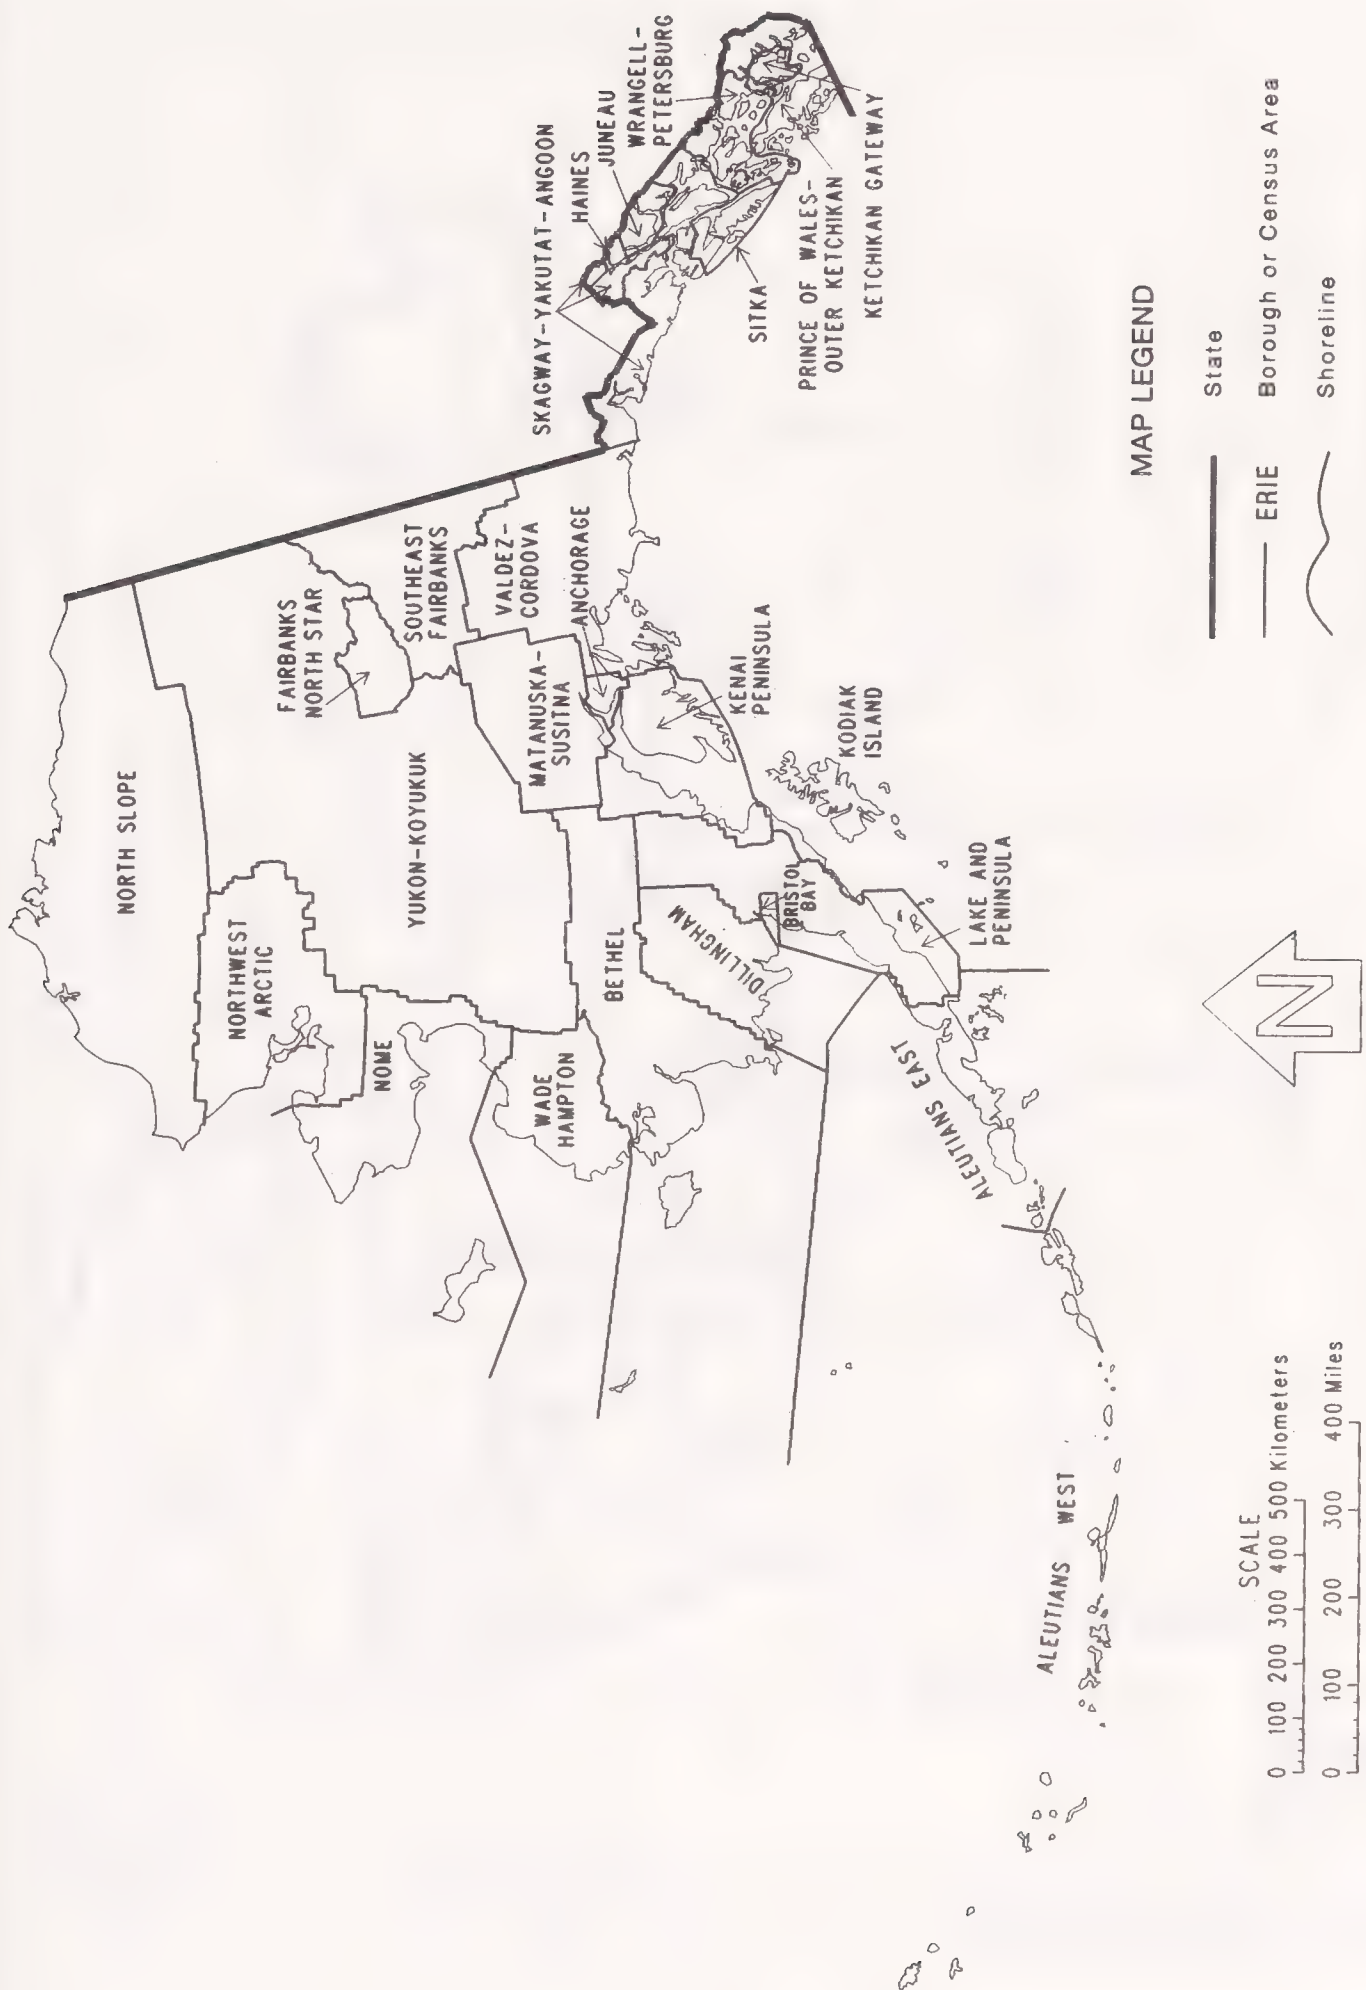 NORTH SLOPE
NORTHWEST
ARCTIC
NOME
YUKON-KOYUKUK
FAIRBANKS
NORTH STAR
SOUTHEAST
FAIRBANKS
WADE
HAMPTON
BETHEL
MATANUSKA-
SUSITNA
VALDEZ-
CORDOVA
ANCHORAGE
DILLINGHAM
BRISTOL
BAY
KENAI
PENINSULA
KODIAK
ISLAND
LAKE AND
PENINSULA
ALEUTIANS EAST
ALEUTIANS WEST
SKAGWAY-YAKUTAT-ANGOON
HAINES
JUNEAU
WRANGELL-
PETERSBURG
SITKA
PRINCE OF WALES-
OUTER KETCHIKAN
KETCHIKAN GATEWAY
MAP LEGEND
State
ERIE Borough or Census Area
Shoreline
N
SCALE
0 100 200 300 400 500 Kilometers
0 100 200 300 400 Miles